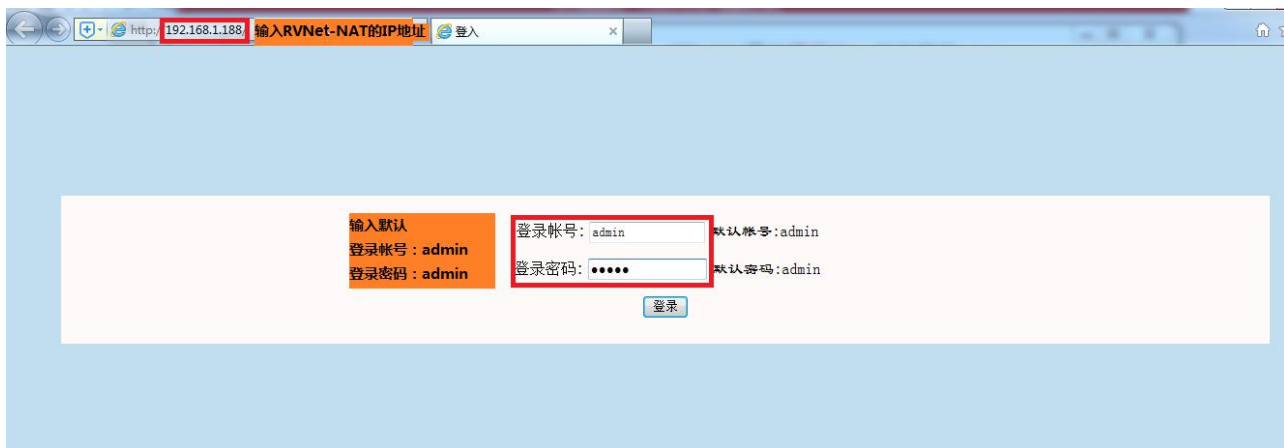 http://192.168.1.188/ 输入RVNet-NAT的IP地址 登入
输入默认
登录帐号：admin
登录密码：admin
登录帐号: admin 默认帐号:admin
登录密码: ●●●●● 默认密码:admin
登录